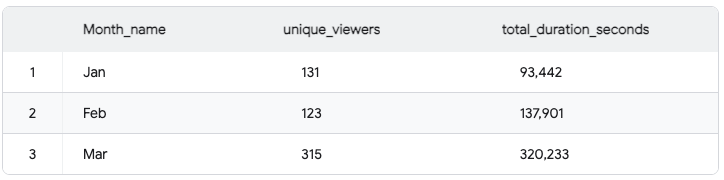 Month_name unique_viewers total_duration_seconds
1 Jan 131 93,442
2 Feb 123 137,901
3 Mar 315 320,233